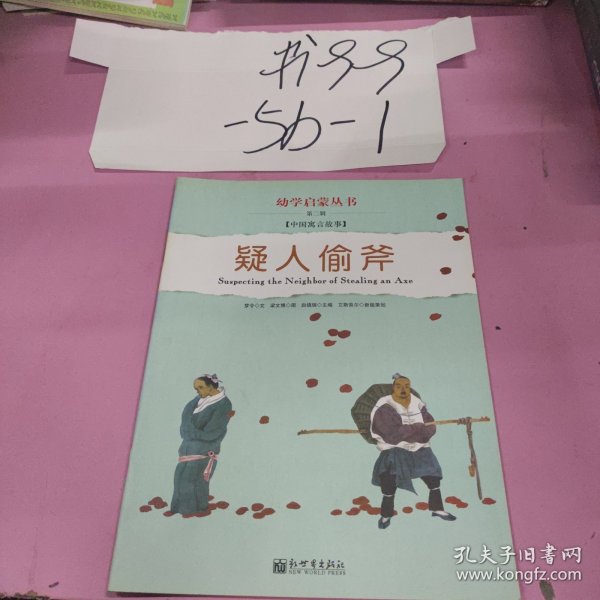 书99
-5b-1
幼学启蒙丛书
第二辑
【中国寓言故事】
疑人偷斧
Suspecting the Neighbor of Stealing an Axe
新世界出版社
NEW WORLD PRESS
孔夫子旧书网
www.kongfz.com